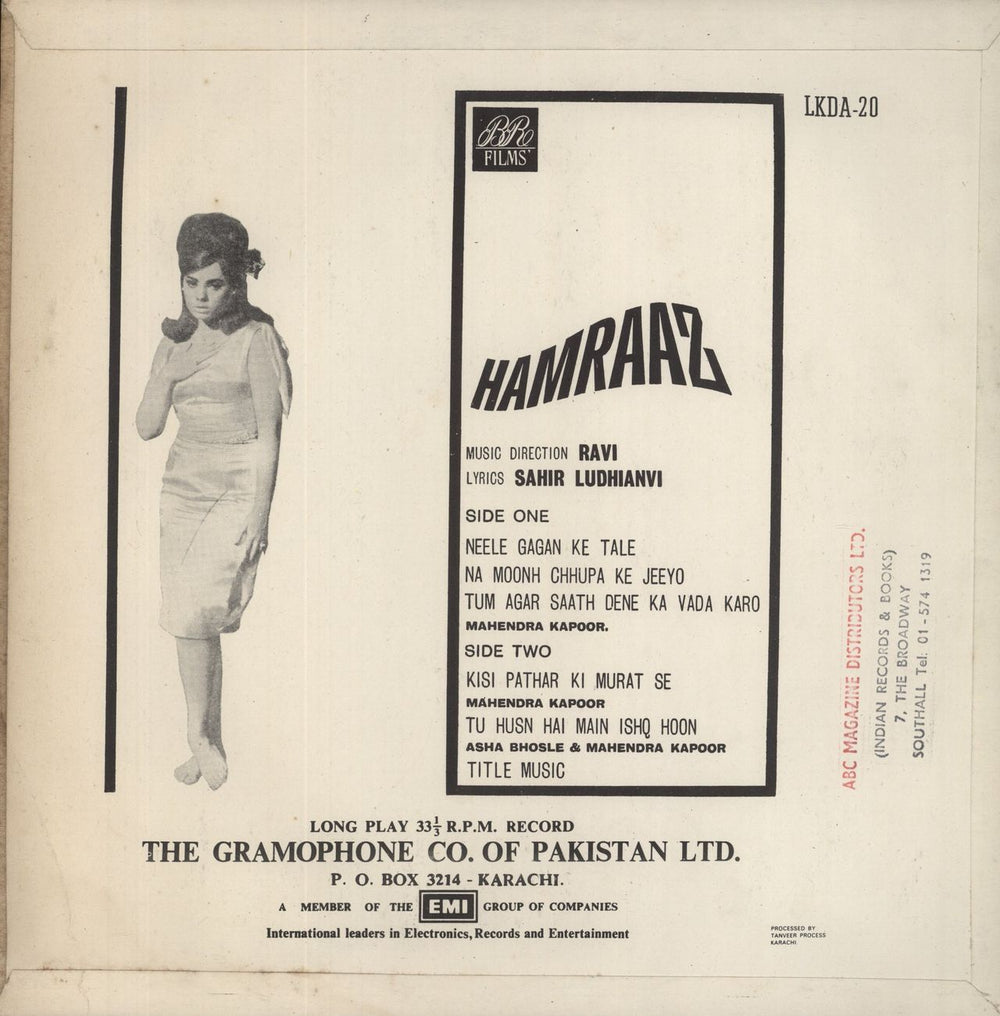 LKDA-20
BR
FILMS'
HAMRAAZ
MUSIC DIRECTION RAVI
LYRICS SAHIR LUDHIANVI
SIDE ONE
NEELE GAGAN KE TALE
NA MOONH CHHUPA KE JEEYO
TUM AGAR SAATH DENE KA VADA KARO
MAHENDRA KAPOOR.
SIDE TWO
KISI PATHAR KI MURAT SE
MAHENDRA KAPOOR
TU HUSN HAI MAIN ISHQ HOON
ASHA BHOSLE & MAHENDRA KAPOOR
TITLE MUSIC
ABC MAGAZINE DISTRIBUTORS LTD.
(INDIAN RECORDS & BOOKS)
7, THE BROADWAY
SOUTHALL Tel: 01-574 1319
LONG PLAY 33⅓ R.P.M. RECORD
THE GRAMOPHONE CO. OF PAKISTAN LTD.
P. O. BOX 3214 - KARACHI.
A MEMBER OF THE EMI GROUP OF COMPANIES
International leaders in Electronics, Records and Entertainment
PROCESSED BY
TANVEER PROCESS
KARACHI